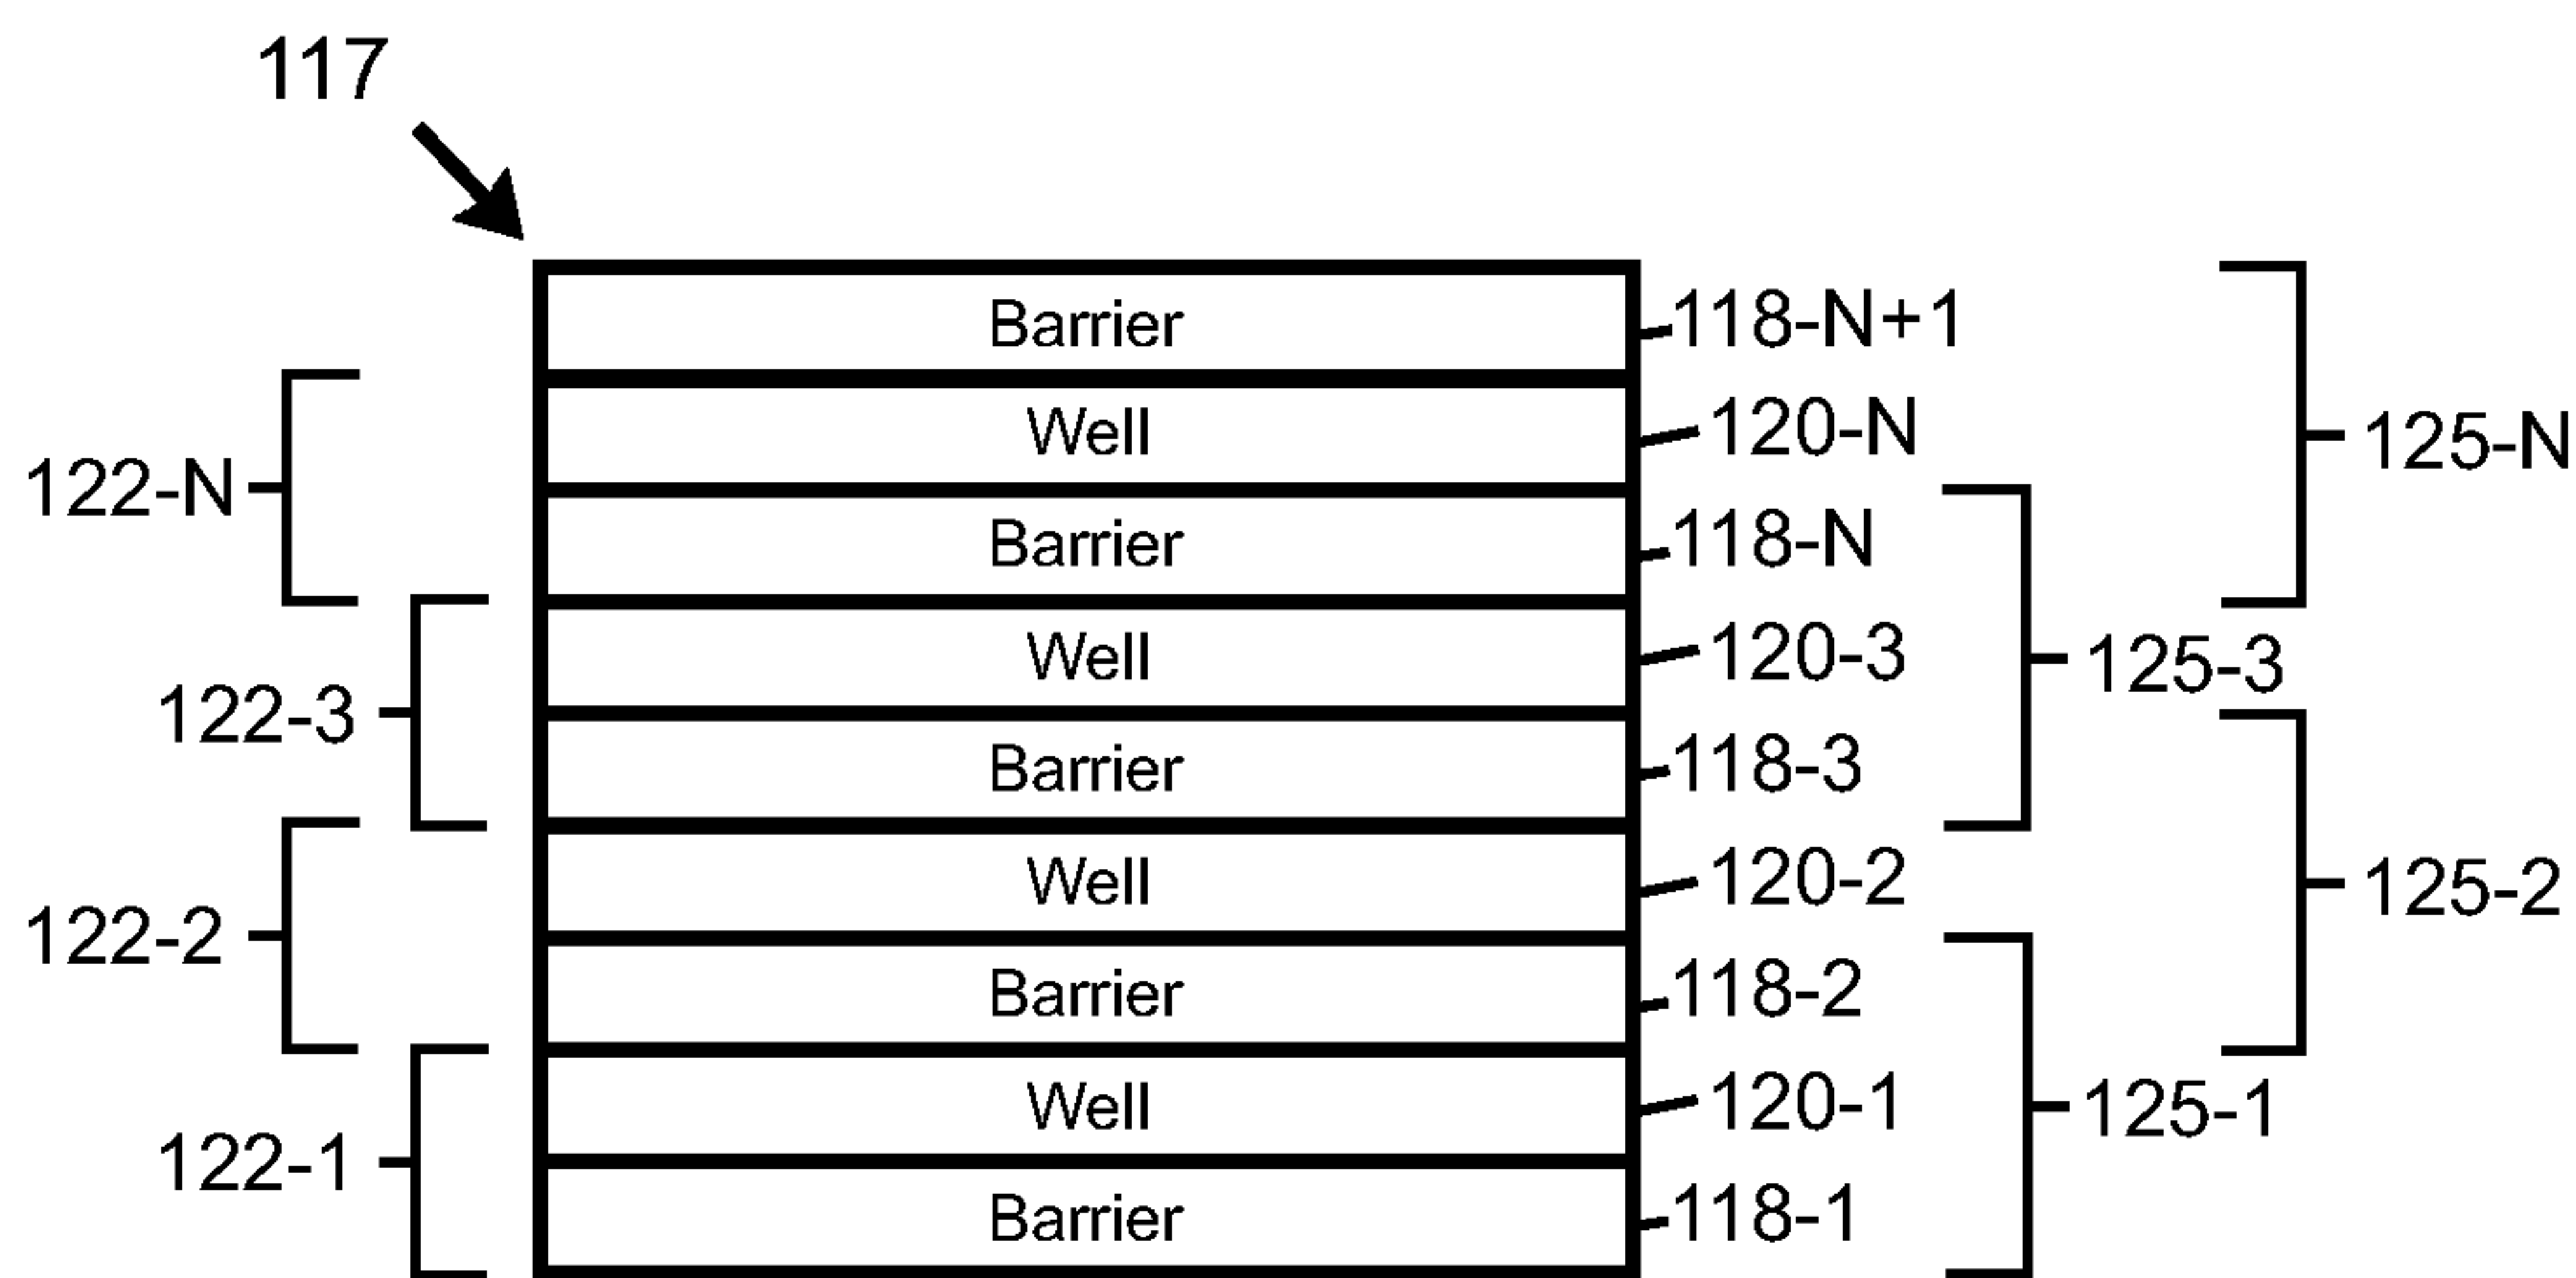 117
Barrier 118-N+1
Well 120-N 125-N
122-N
Barrier 118-N
Well 120-3 125-3
122-3
Barrier 118-3
Well 120-2 125-2
122-2
Barrier 118-2
Well 120-1 125-1
122-1
Barrier 118-1